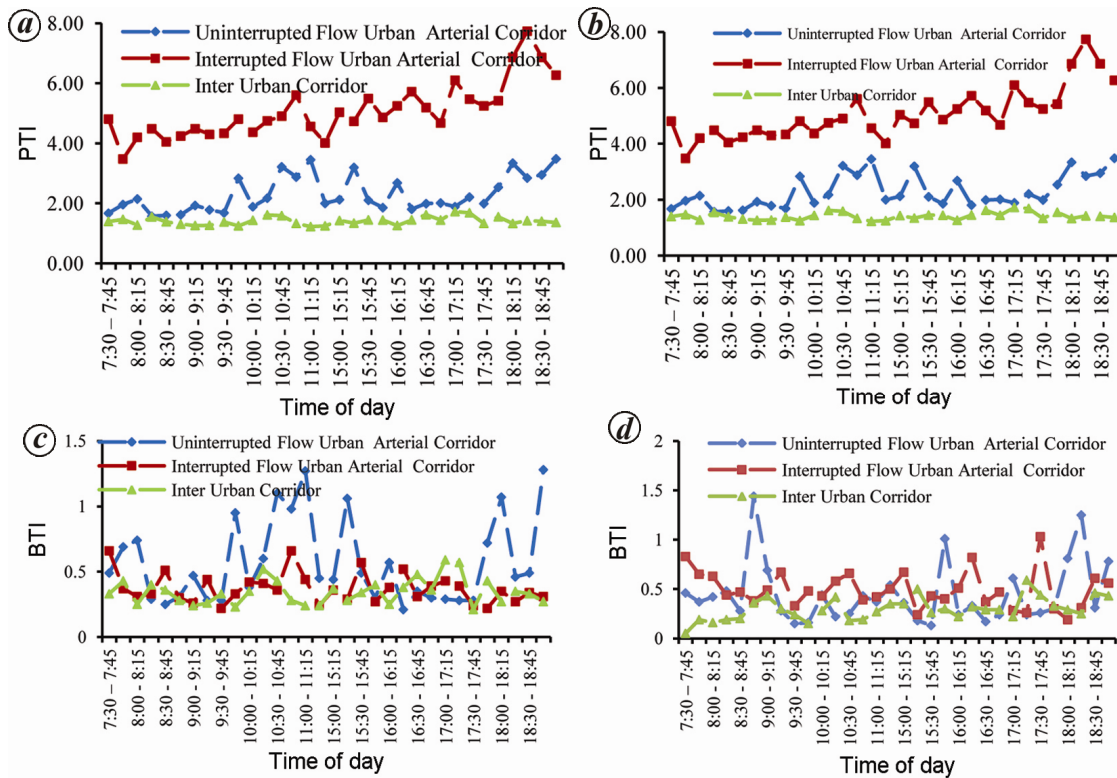 a
8.00
6.00
4.00
2.00
0.00
PTI
Uninterrupted Flow Urban Arterial Corridor
Interrupted Flow Urban Arterial Corridor
Inter Urban Corridor
7:30 – 7:45
8:00 - 8:15
8:30 - 8:45
9:00 - 9:15
9:30 - 9:45
10:00 - 10:15
10:30 - 10:45
11:00 - 11:15
15:00 - 15:15
15:30 - 15:45
16:00 - 16:15
16:30 - 16:45
17:00 - 17:15
17:30 - 17:45
18:00 - 18:15
18:30 - 18:45
Time of day
b
8.00
6.00
4.00
2.00
0.00
PTI
Uninterrupted Flow Urban Arterial Corridor
Interrupted Flow Urban Arterial Corridor
Inter Urban Corridor
7:30 – 7:45
8:00 - 8:15
8:30 - 8:45
9:00 - 9:15
9:30 - 9:45
10:00 - 10:15
10:30 - 10:45
11:00 - 11:15
15:00 - 15:15
15:30 - 15:45
16:00 - 16:15
16:30 - 16:45
17:00 - 17:15
17:30 - 17:45
18:00 - 18:15
18:30 - 18:45
Time of day
c
1.5
1
0.5
0
BTI
Uninterrupted Flow Urban Arterial Corridor
Interrupted Flow Urban Arterial Corridor
Inter Urban Corridor
7:30 – 7:45
8:00 - 8:15
8:30 - 8:45
9:00 - 9:15
9:30 - 9:45
10:00 - 10:15
10:30 - 10:45
11:00 - 11:15
15:00 - 15:15
15:30 - 15:45
16:00 - 16:15
16:30 - 16:45
17:00 - 17:15
17:30 - 17:45
18:00 - 18:15
18:30 - 18:45
Time of day
d
2
1.5
1
0.5
0
BTI
Uninterrupted Flow Urban Arterial Corridor
Interrupted Flow Urban Arterial Corridor
Inter Urban Corridor
7:30 – 7:45
8:00 - 8:15
8:30 - 8:45
9:00 - 9:15
9:30 - 9:45
10:00 - 10:15
10:30 - 10:45
11:00 - 11:15
15:00 - 15:15
15:30 - 15:45
16:00 - 16:15
16:30 - 16:45
17:00 - 17:15
17:30 - 17:45
18:00 - 18:15
18:30 - 18:45
Time of day